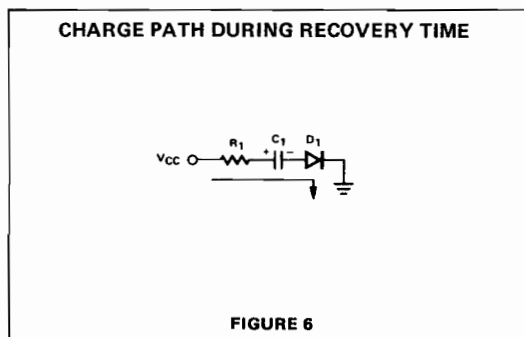 CHARGE PATH DURING RECOVERY TIME
R1 C1 D1
VCC + −
FIGURE 6